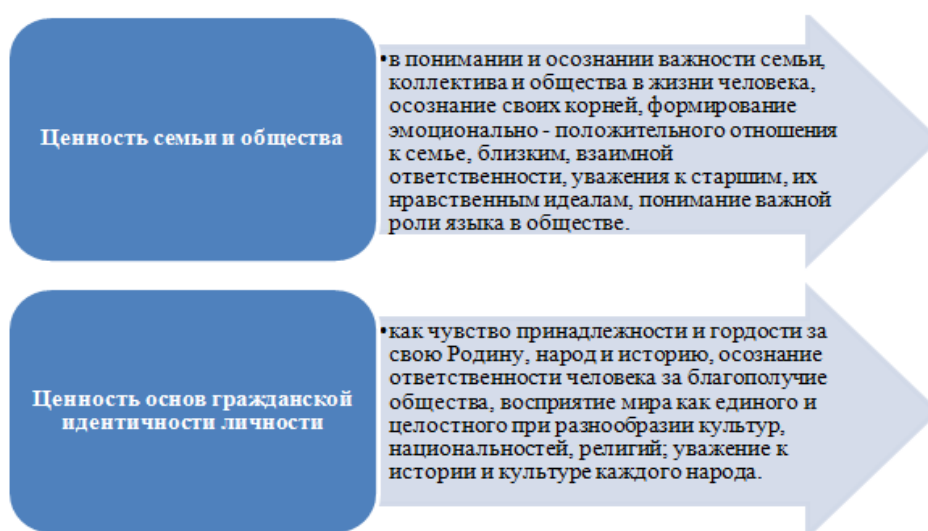 Ценность семьи и общества
•в понимании и осознании важности семьи,
коллектива и общества в жизни человека,
осознание своих корней, формирование
эмоционально - положительного отношения
к семье, близким, взаимной
ответственности, уважения к старшим, их
нравственным идеалам, понимание важной
роли языка в обществе.
Ценность основ гражданской
идентичности личности
•как чувство принадлежности и гордости за
свою Родину, народ и историю, осознание
ответственности человека за благополучие
общества, восприятие мира как единого и
целостного при разнообразии культур,
национальностей, религий; уважение к
истории и культуре каждого народа.